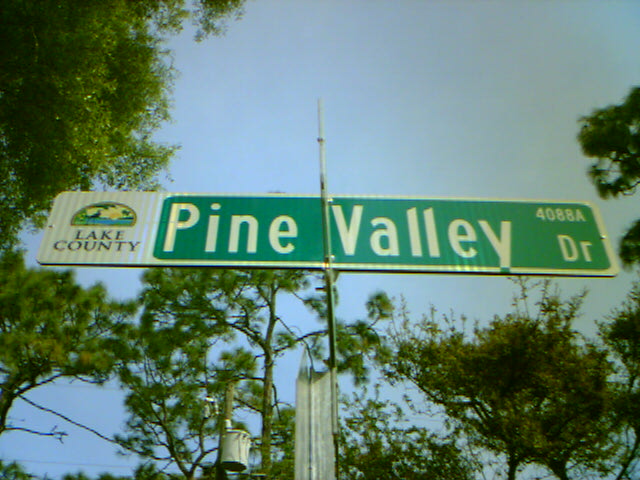 LAKE
COUNTY
Pine Valley Dr
4088A